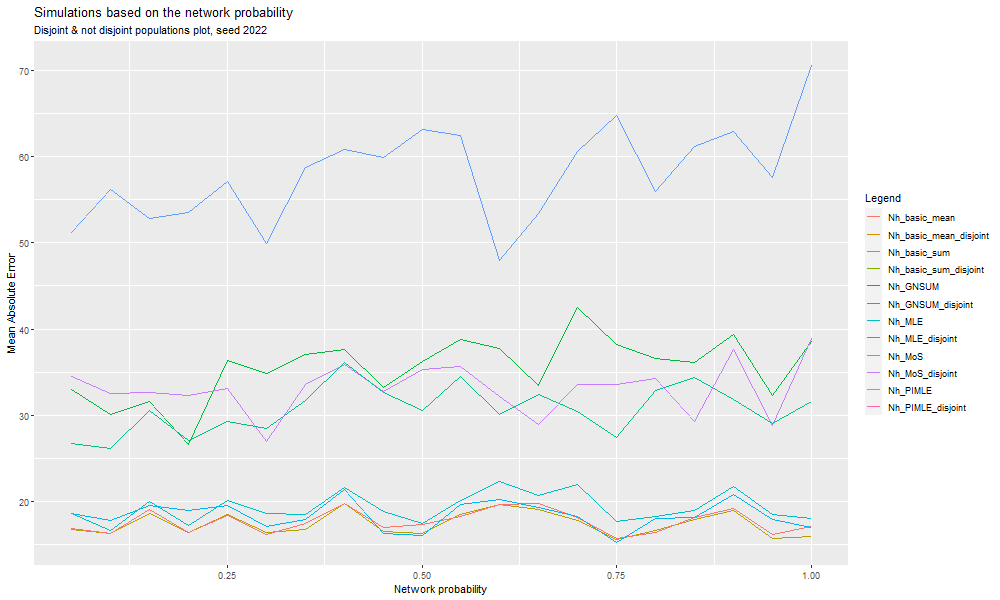 Simulations based on the network probability
Disjoint & not disjoint populations plot, seed 2022
Mean Absolute Error
70
60
50
40
30
20
0.25
0.50
0.75
1.00
Network probability
Legend
Nh_basic_mean
Nh_basic_mean_disjoint
Nh_basic_sum
Nh_basic_sum_disjoint
Nh_GNSUM
Nh_GNSUM_disjoint
Nh_MLE
Nh_MLE_disjoint
Nh_MoS
Nh_MoS_disjoint
Nh_PIMLE
Nh_PIMLE_disjoint